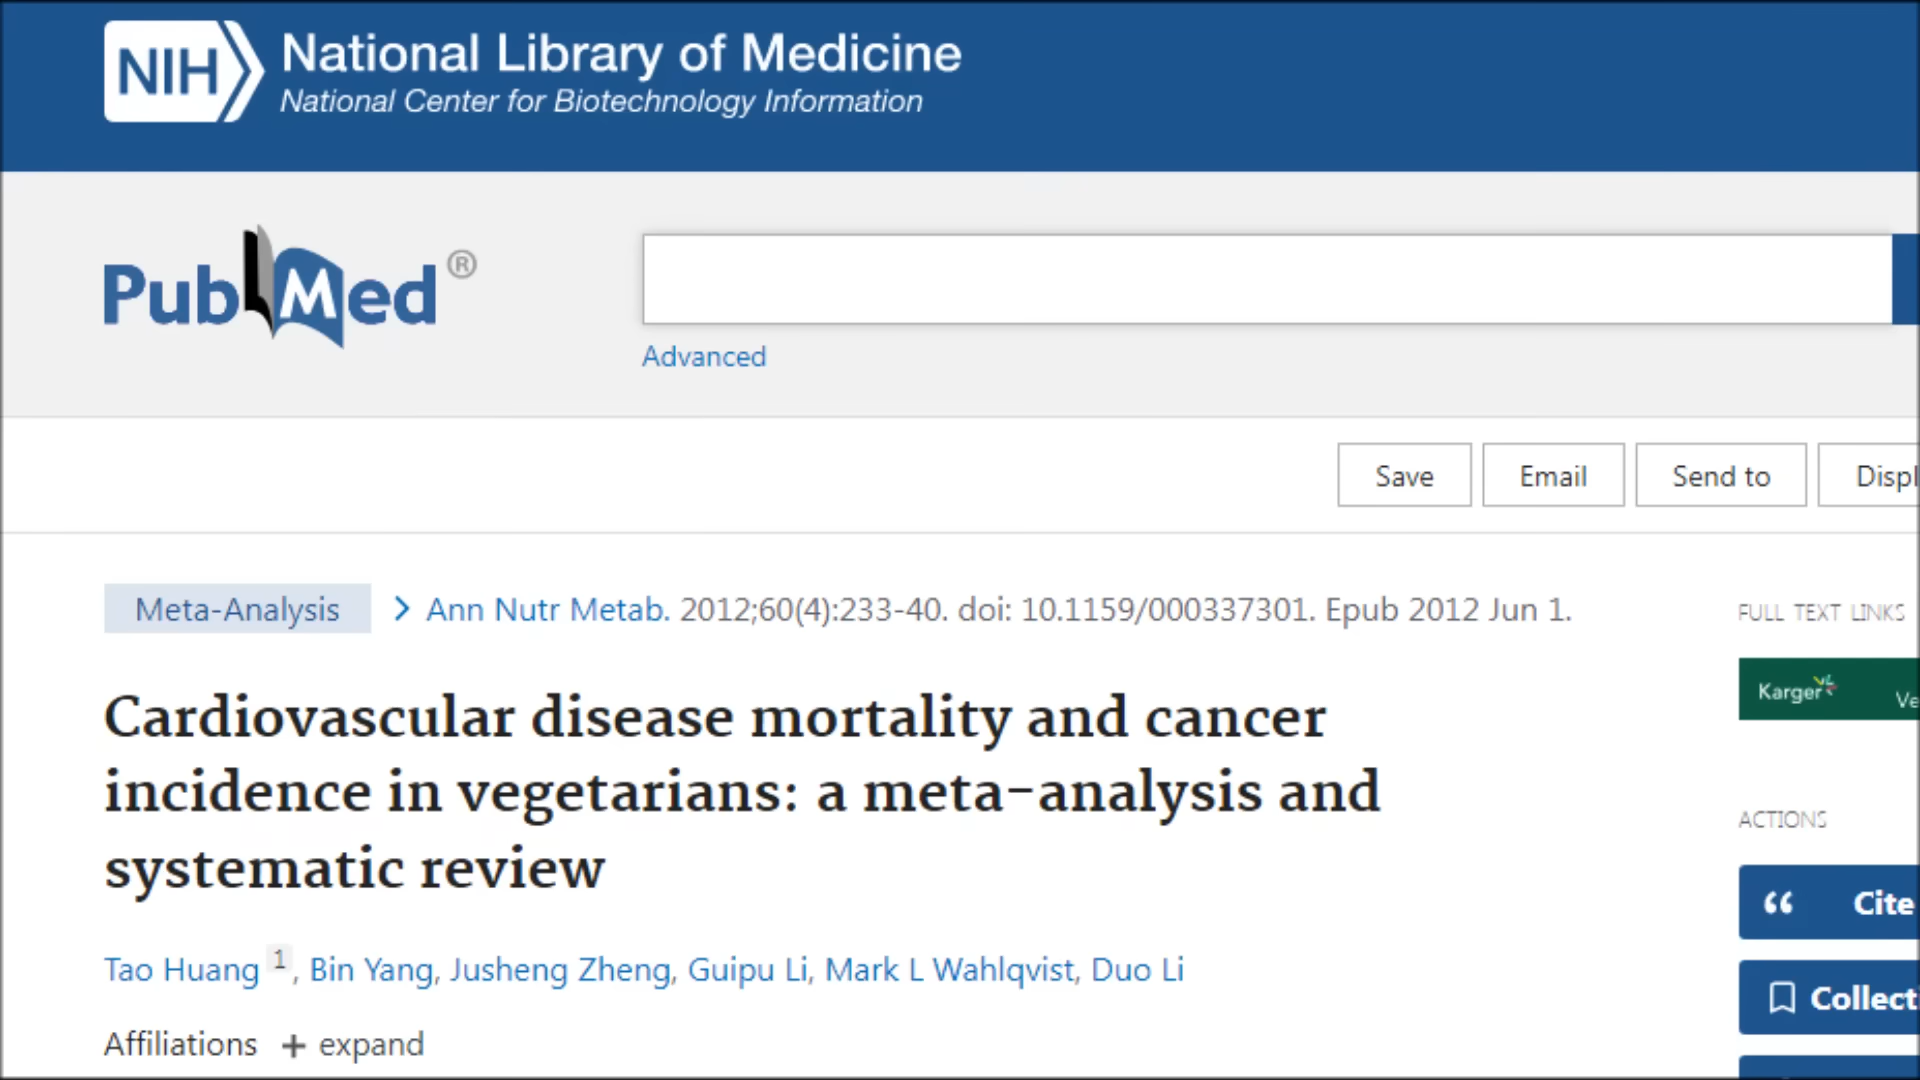 NIH National Library of Medicine
National Center for Biotechnology Information
PubMed®
Advanced
Save Email Send to Displ
Meta-Analysis > Ann Nutr Metab. 2012;60(4):233-40. doi: 10.1159/000337301. Epub 2012 Jun 1.
FULL TEXT LINKS
Karger Ve
Cardiovascular disease mortality and cancer
incidence in vegetarians: a meta-analysis and
systematic review
ACTIONS
Cite
Tao Huang 1, Bin Yang, Jusheng Zheng, Guipu Li, Mark L Wahlqvist, Duo Li
Collecti
Affiliations + expand